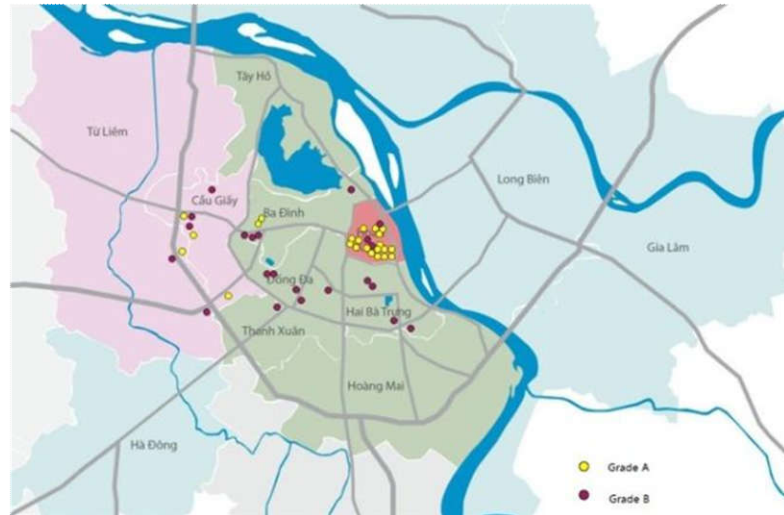 Tây Hồ
Từ Liêm
Cầu Giấy
Long Biên
Ba Đình
Gia Lâm
Đống Đa
Hai Bà Trưng
Thanh Xuân
Hoàng Mai
Hà Đông
Grade A
Grade B